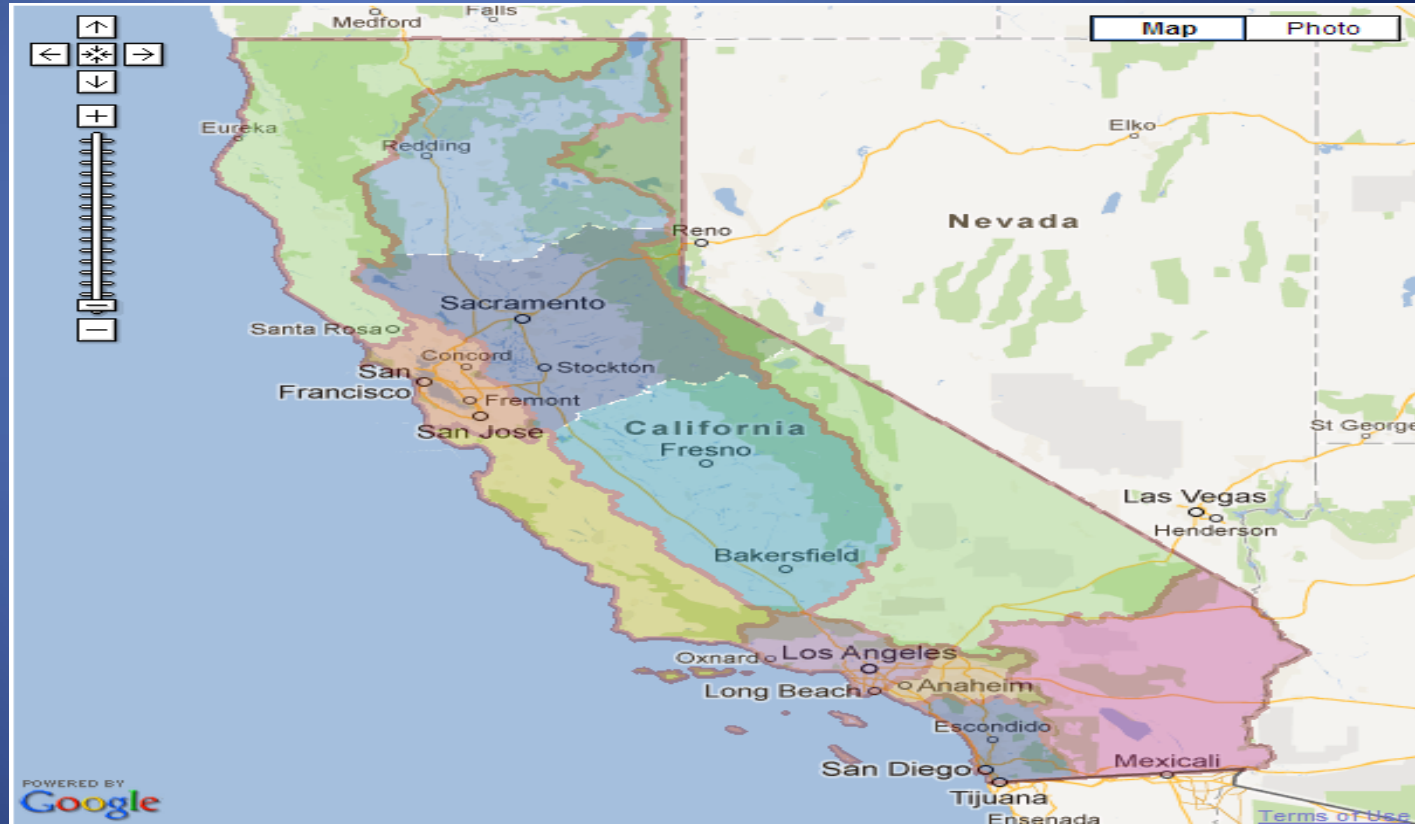 Falls
Medford
Map
Photo
Eureka
Redding
Elko
Nevada
Reno
Sacramento
Santa Rosa
Concord
Stockton
San
Francisco
Fremont
San Jose
California
Fresno
St George
Las Vegas
Henderson
Bakersfield
Oxnard
Los Angeles
Long Beach
Anaheim
Escondido
San Diego
Mexicali
Tijuana
Ensenada
POWERED BY
Google
Terms of Use